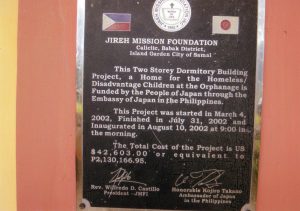 JIREH MISSION FOUNDATION
Caliclic, Babak District,
Island Garden City of Samal
This Two Storey Dormitory Building
Project, a Home for the Homeless/
Disadvantage Children at the Orphanage is
Funded by the People of Japan through the
Embassy of Japan in the Philippines.
This Project was started in March 4,
2002, Finished in July 31, 2002 and
Inaugurated in August 10, 2002 at 9:00 in
the morning.
The Total Cost of the Project is US
$42,603.00 or equivalent to
P2,130,166.95.
Rev. Wilfredo D. Castillo
President - JMFI
Honorable Kojiro Takano
Ambassador of Japan
in the Philippines